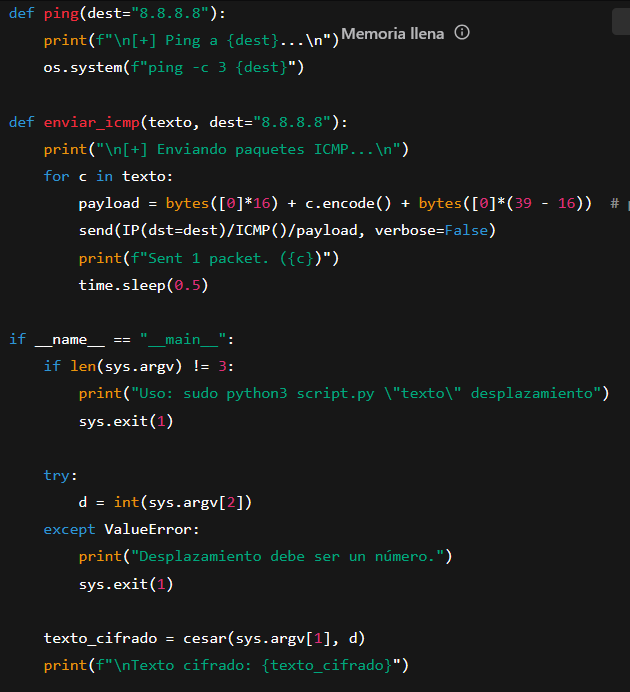 def ping(dest="8.8.8.8"):
    print(f"\n[+] Ping a {dest}...\n")
Memoria llena
    os.system(f"ping -c 3 {dest}")

def enviar_icmp(texto, dest="8.8.8.8"):
    print("\n[+] Enviando paquetes ICMP...\n")
    for c in texto:
        payload = bytes([0]*16) + c.encode() + bytes([0]*(39 - 16))  #
        send(IP(dst=dest)/ICMP()/payload, verbose=False)
        print(f"Sent 1 packet. ({c})")
        time.sleep(0.5)

if __name__ == "__main__":
    if len(sys.argv) != 3:
        print("Uso: sudo python3 script.py \"texto\" desplazamiento")
        sys.exit(1)

    try:
        d = int(sys.argv[2])
    except ValueError:
        print("Desplazamiento debe ser un número.")
        sys.exit(1)

    texto_cifrado = cesar(sys.argv[1], d)
    print(f"\nTexto cifrado: {texto_cifrado}")